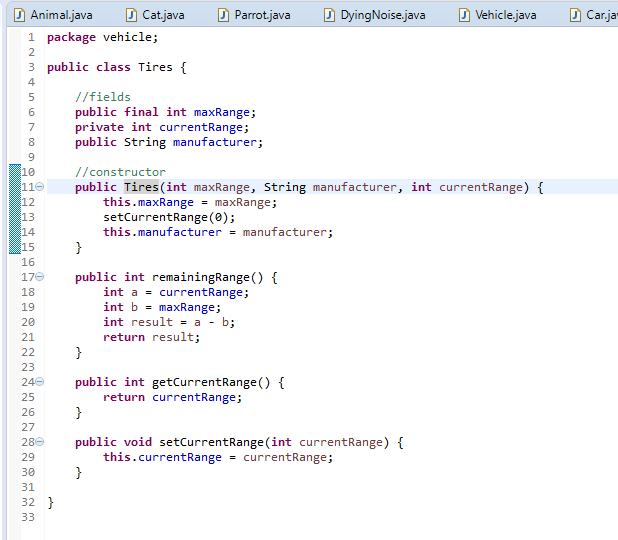 Animal.java Cat.java Parrot.java DyingNoise.java Vehicle.java Car.ja
1 package vehicle;
2
3 public class Tires {
4
5     //fields
6     public final int maxRange;
7     private int currentRange;
8     public String manufacturer;
9
10     //constructor
11     public Tires(int maxRange, String manufacturer, int currentRange) {
12         this.maxRange = maxRange;
13         setCurrentRange(0);
14         this.manufacturer = manufacturer;
15     }
16
17     public int remainingRange() {
18         int a = currentRange;
19         int b = maxRange;
20         int result = a - b;
21         return result;
22     }
23
24     public int getCurrentRange() {
25         return currentRange;
26     }
27
28     public void setCurrentRange(int currentRange) {
29         this.currentRange = currentRange;
30     }
31
32 }
33